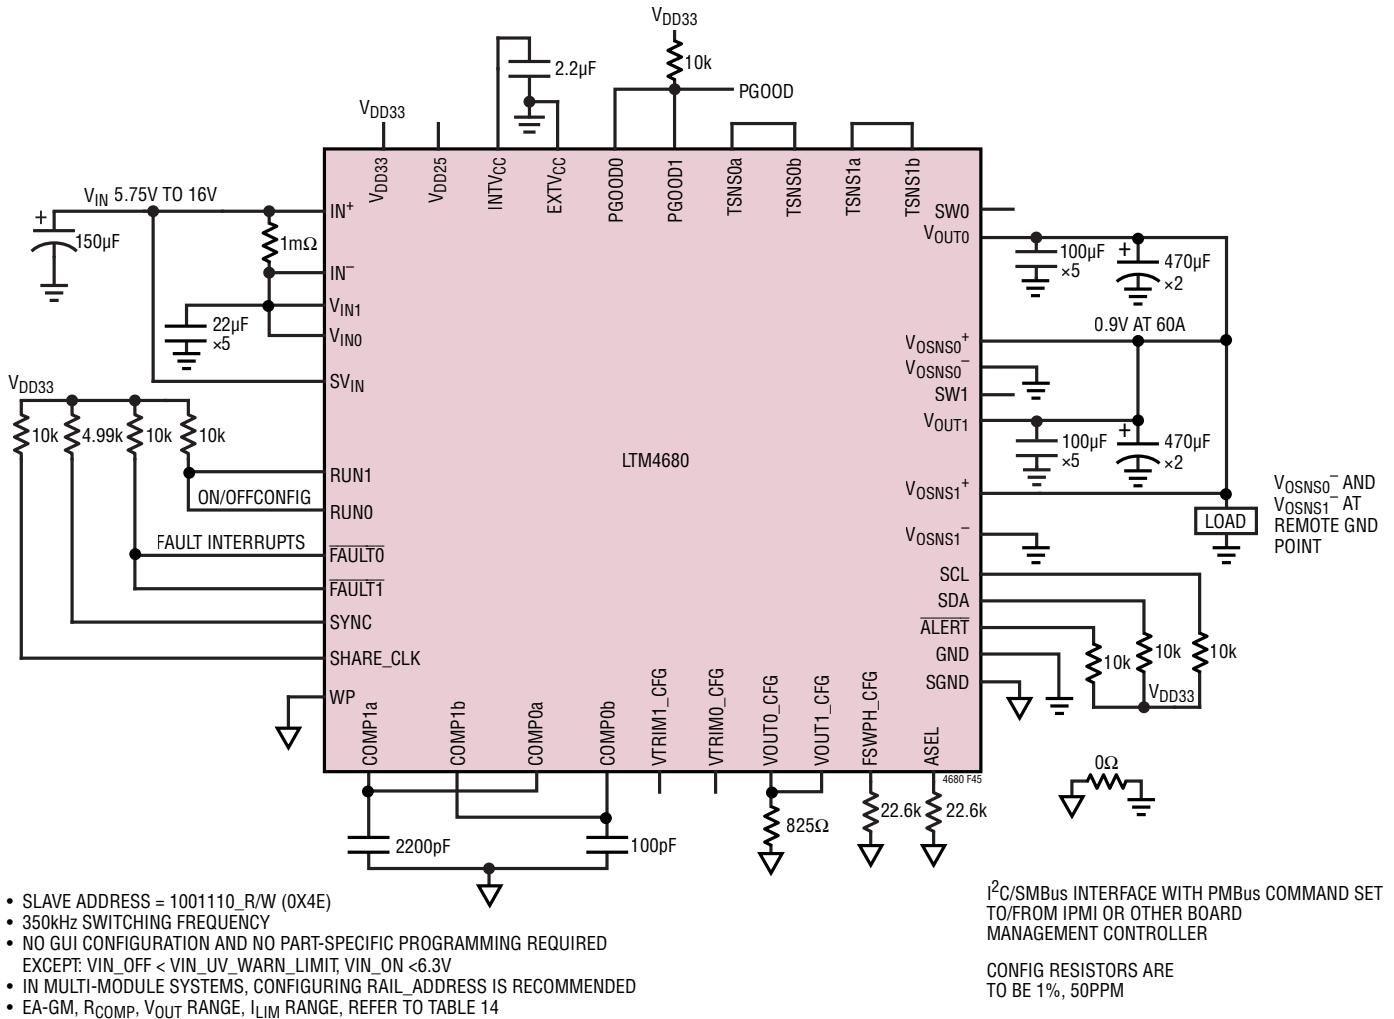 VDD33
10k
2.2µF
PGOOD
VDD33
VDD33
VDD25
INTVCC
EXTVCC
PGOOD0
PGOOD1
TSNS0a
TSNS0b
TSNS1a
TSNS1b
VIN 5.75V TO 16V
+
150µF
1mΩ
22µF
×5
IN+
IN–
VIN1
VIN0
SVIN
VDD33
10k
4.99k
10k
10k
RUN1
ON/OFFCONFIG
RUN0
FAULT INTERRUPTS
FAULT0
FAULT1
SYNC
SHARE_CLK
WP
LTM4680
SW0
VOUT0
100µF
×5
+
470µF
×2
0.9V AT 60A
VOSNS0+
VOSNS0–
SW1
VOUT1
100µF
×5
+
470µF
×2
VOSNS1+
VOSNS1–
LOAD
VOSNS0– AND
VOSNS1– AT
REMOTE GND
POINT
SCL
SDA
ALERT
GND
SGND
10k
10k
10k
VDD33
COMP1a
COMP1b
COMP0a
COMP0b
VTRIM1_CFG
VTRIM0_CFG
VOUT0_CFG
VOUT1_CFG
FSWPH_CFG
ASEL
4680 F45
2200pF
100pF
825Ω
22.6k
22.6k
0Ω
• SLAVE ADDRESS = 1001110_R/W (0X4E)
• 350kHz SWITCHING FREQUENCY
• NO GUI CONFIGURATION AND NO PART-SPECIFIC PROGRAMMING REQUIRED
EXCEPT: VIN_OFF < VIN_UV_WARN_LIMIT, VIN_ON <6.3V
• IN MULTI-MODULE SYSTEMS, CONFIGURING RAIL_ADDRESS IS RECOMMENDED
• EA-GM, RCOMP, VOUT RANGE, ILIM RANGE, REFER TO TABLE 14
I2C/SMBus INTERFACE WITH PMBus COMMAND SET
TO/FROM IPMI OR OTHER BOARD
MANAGEMENT CONTROLLER
CONFIG RESISTORS ARE
TO BE 1%, 50PPM